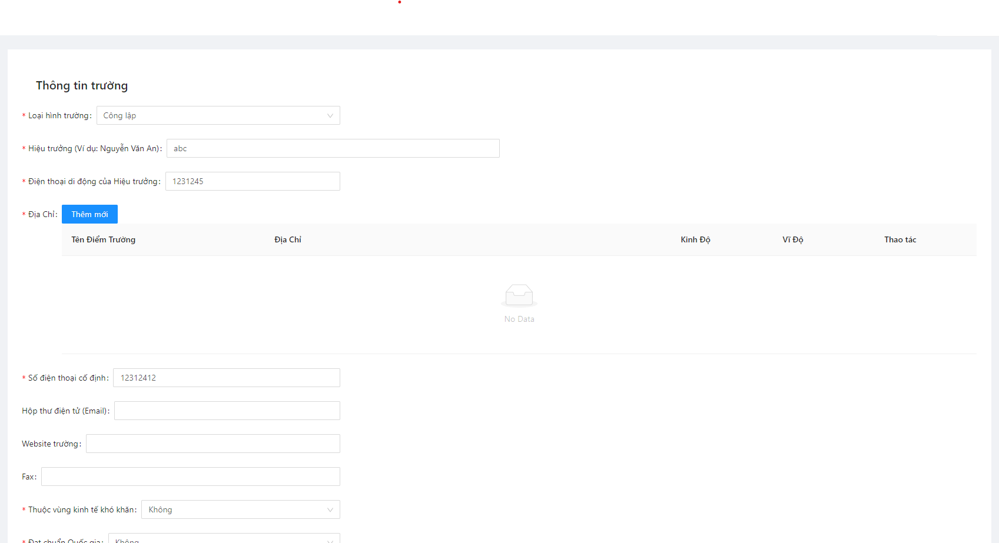 Thông tin trường
* Loại hình trường: Công lập
* Hiệu trưởng (Ví dụ: Nguyễn Văn An): abc
* Điện thoại di động của Hiệu trưởng: 1231245
* Địa Chỉ: Thêm mới
Tên Điểm Trường Địa Chỉ Kinh Độ Vĩ Độ Thao tác
No Data
* Số điện thoại cố định: 12312412
Hộp thư điện tử (Email):
Website trường:
Fax:
* Thuộc vùng kinh tế khó khăn: Không
* Đạt chuẩn Quốc gia: Không